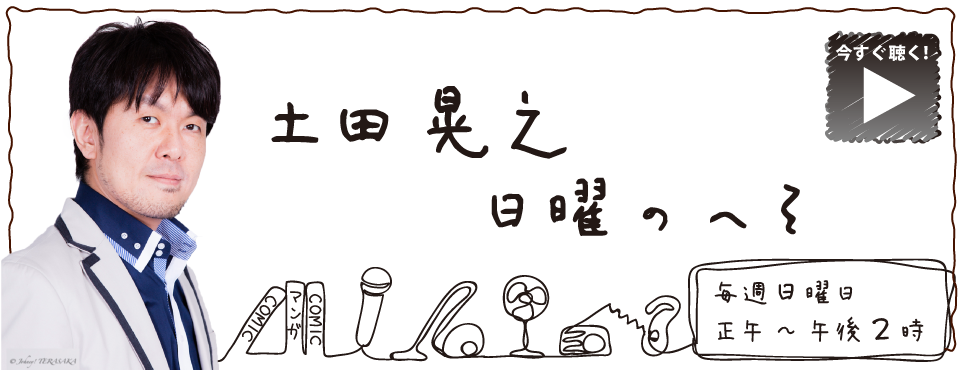 今すぐ聴く!
土田晃之
日曜のへそ
COMIC
マンガ
COMIC
毎週日曜日
正午～午後2時
© Johnny! TERASAKA